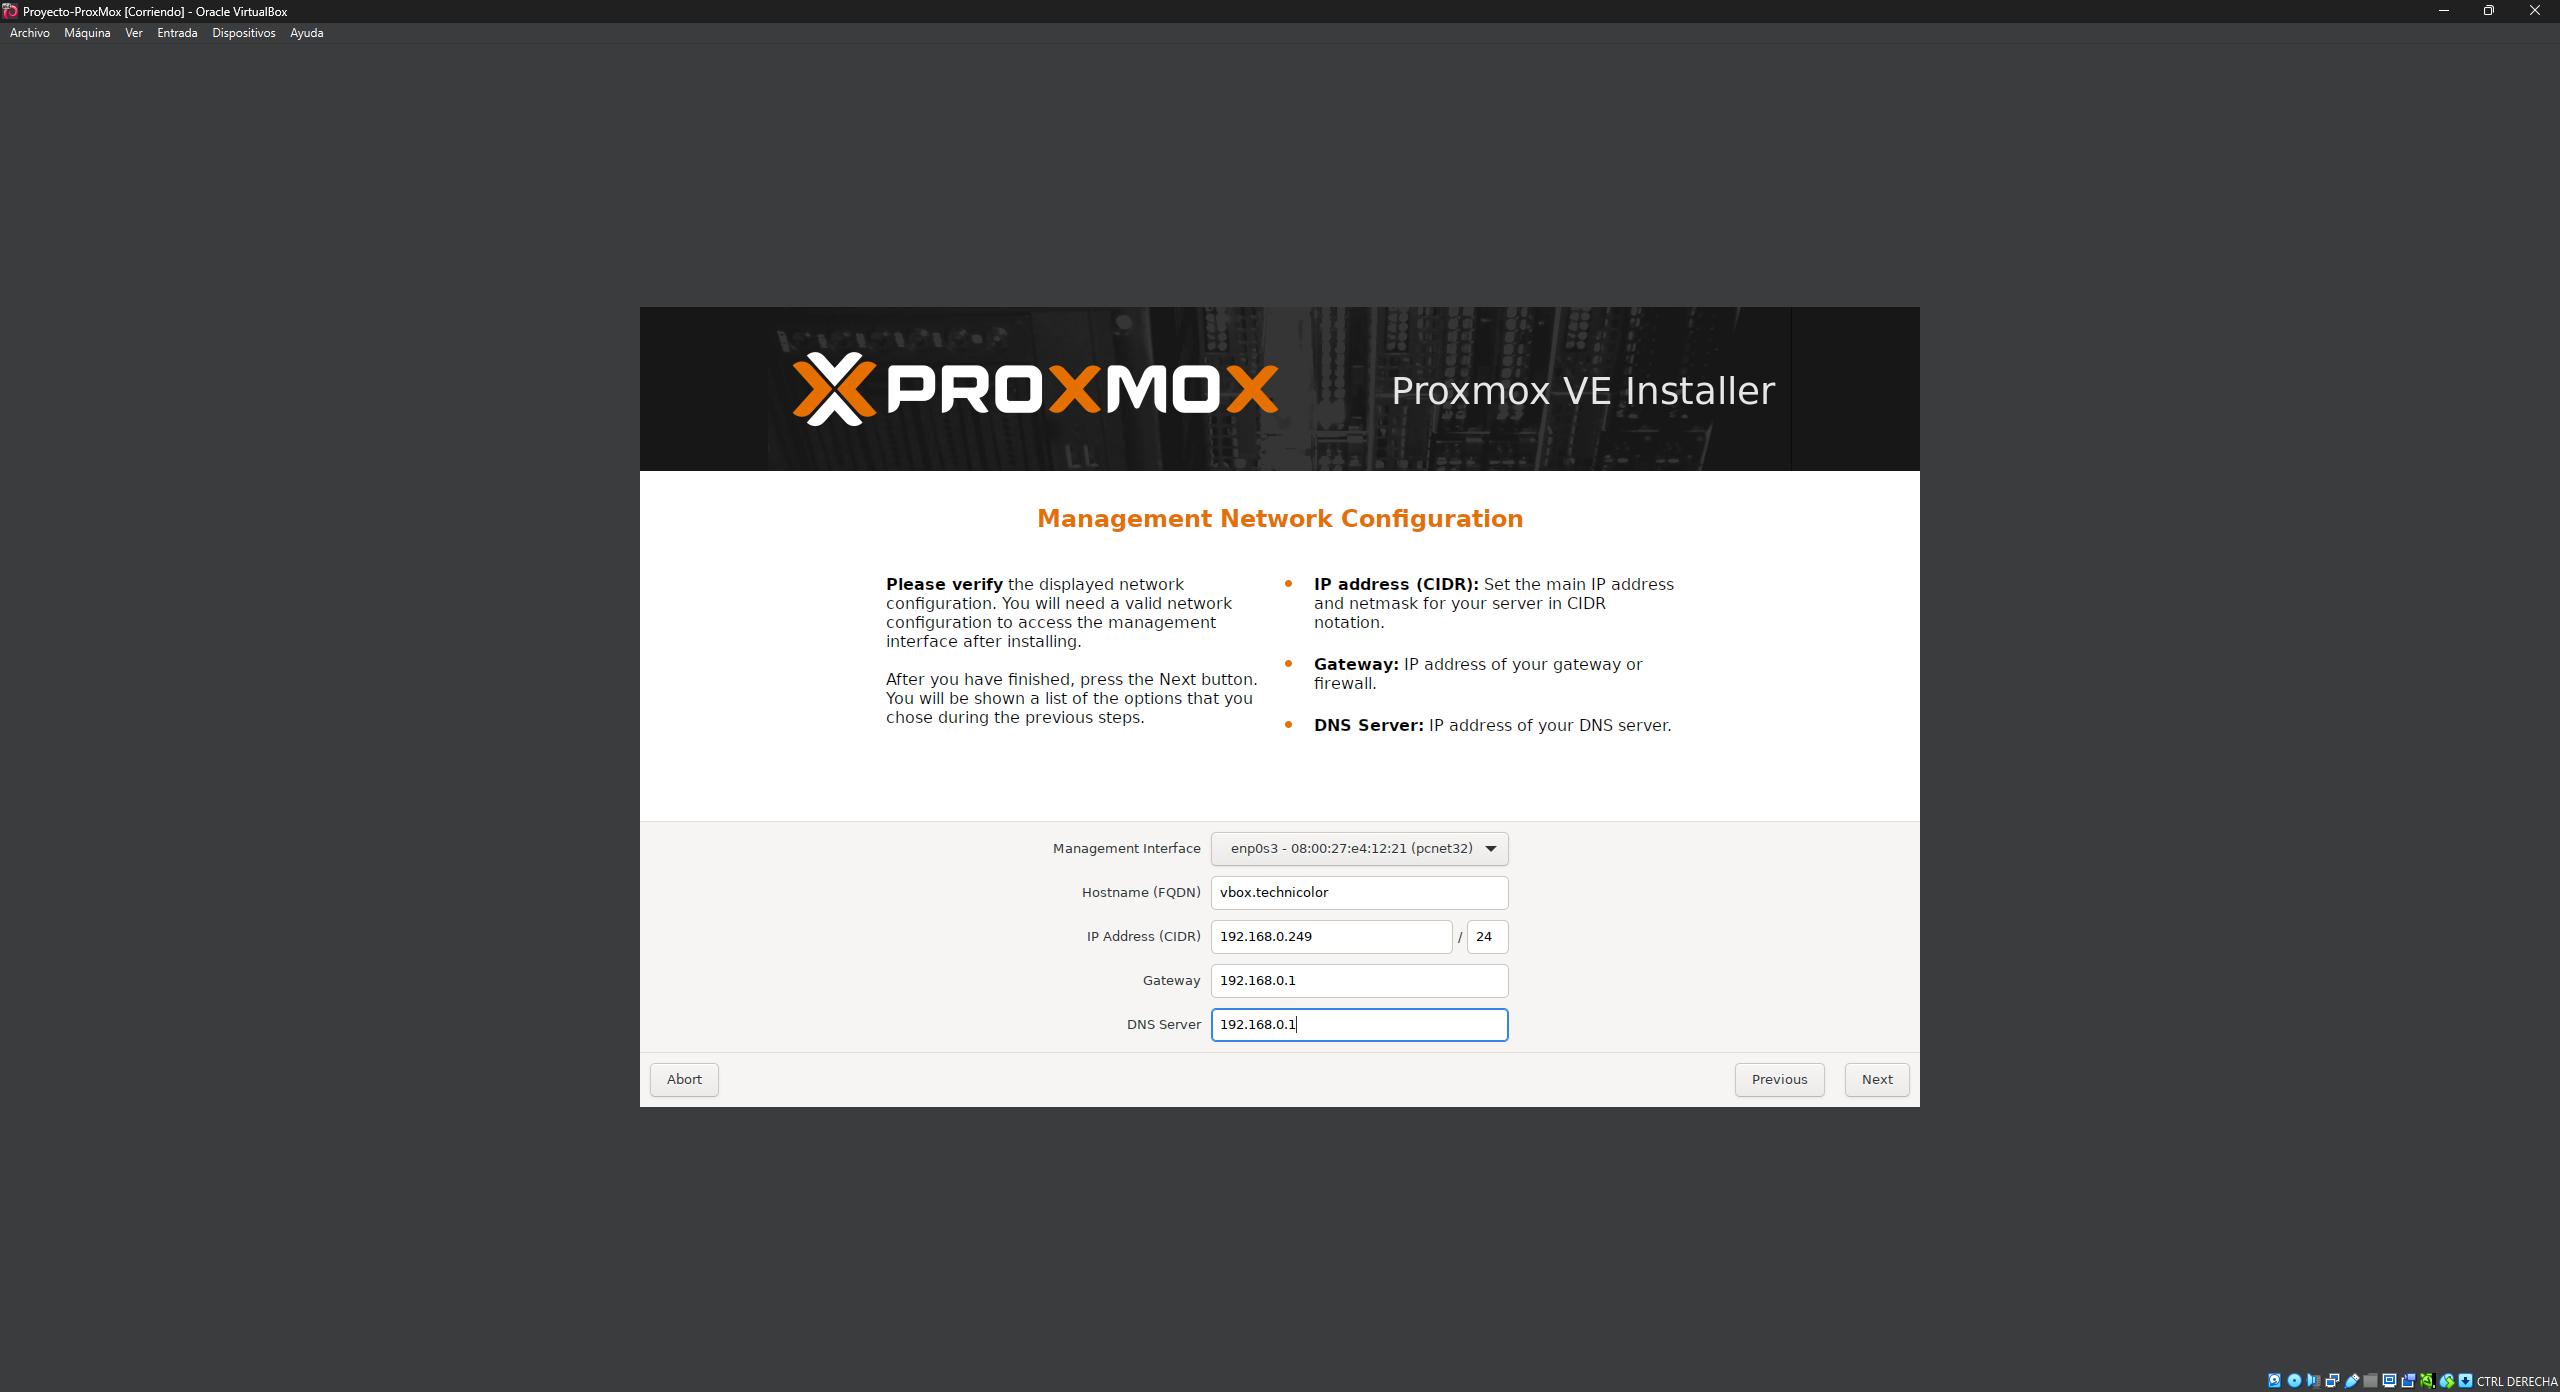 Proyecto-ProxMox [Corriendo] - Oracle VirtualBox
Archivo Máquina Ver Entrada Dispositivos Ayuda
PROXMOX
Proxmox VE Installer
Management Network Configuration
Please verify the displayed network
configuration. You will need a valid network
configuration to access the management
interface after installing.
After you have finished, press the Next button.
You will be shown a list of the options that you
chose during the previous steps.
IP address (CIDR): Set the main IP address
and netmask for your server in CIDR
notation.
Gateway: IP address of your gateway or
firewall.
DNS Server: IP address of your DNS server.
Management Interface enp0s3 - 08:00:27:e4:12:21 (pcnet32)
Hostname (FQDN) vbox.technicolor
IP Address (CIDR) 192.168.0.249 / 24
Gateway 192.168.0.1
DNS Server 192.168.0.1
Abort Previous Next
CTRL DERECHA